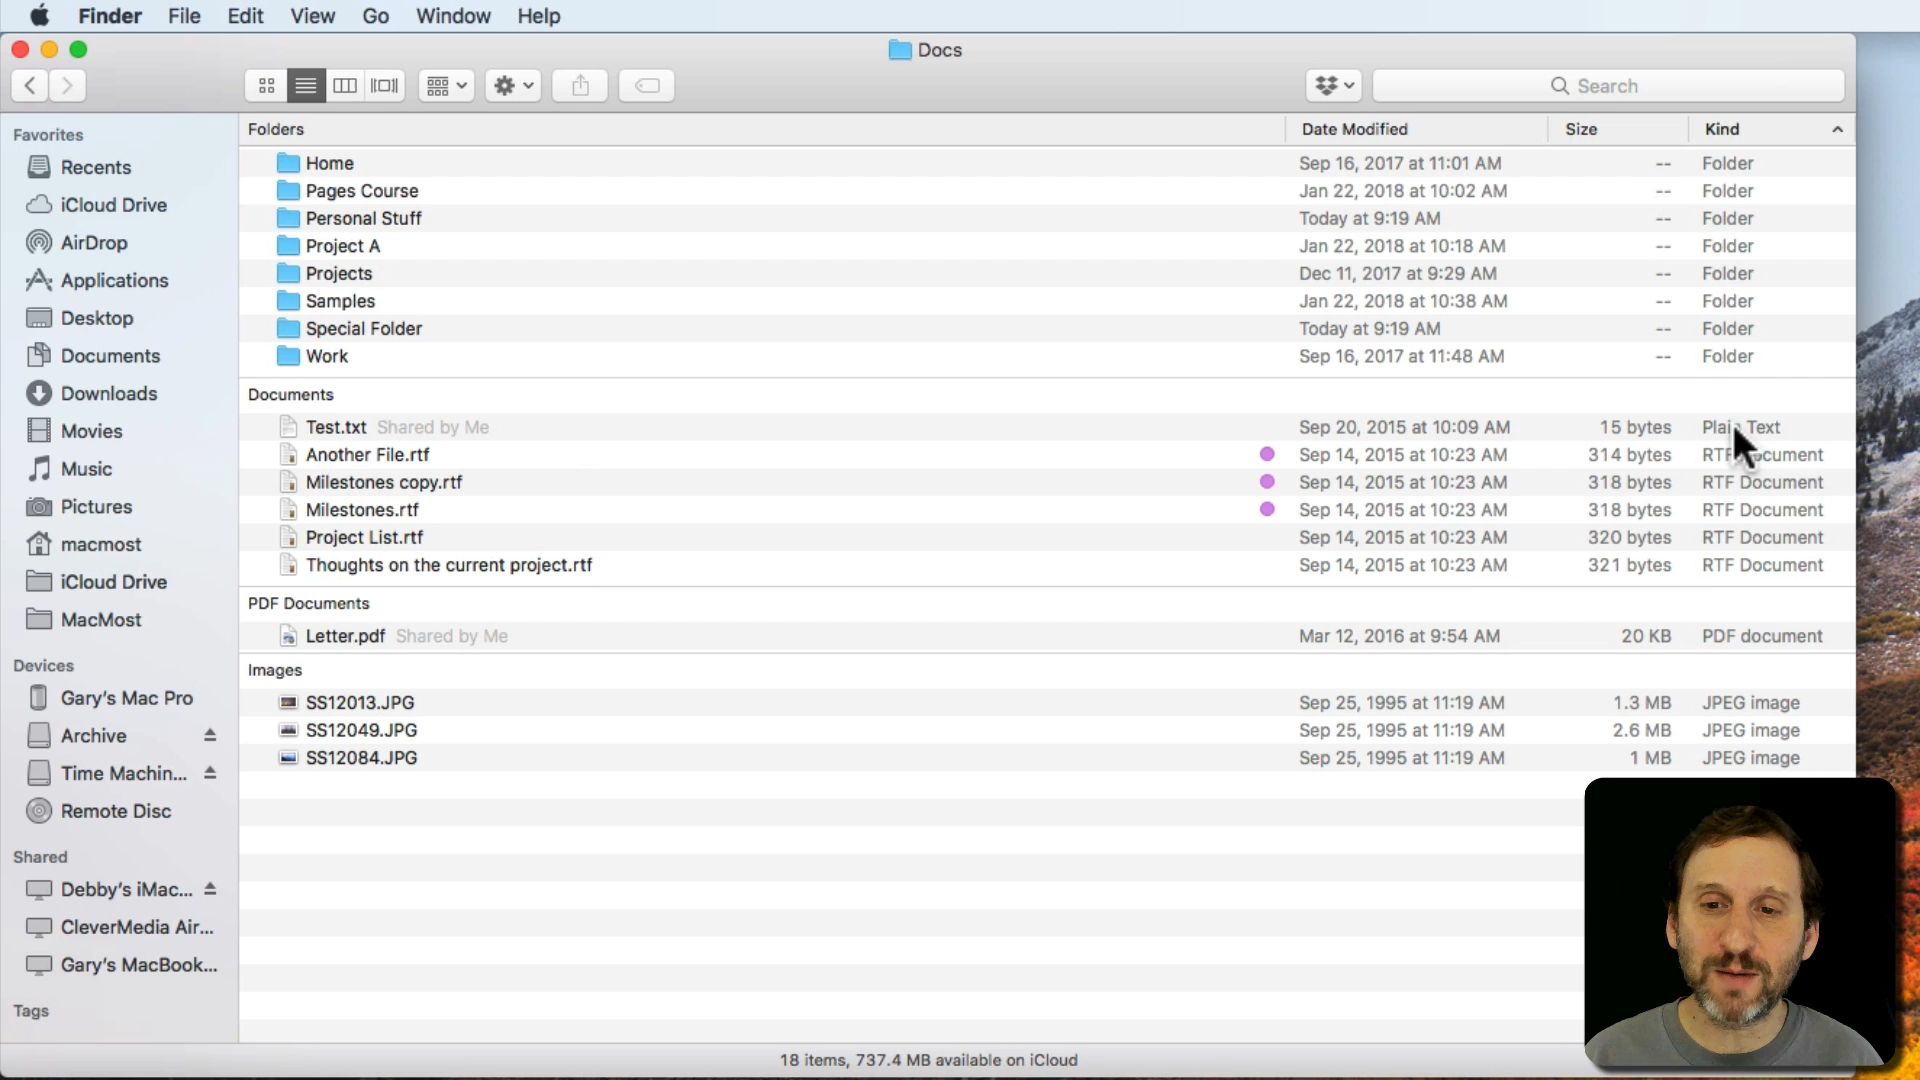 Finder File Edit View Go Window Help
Docs
Search
Favorites
Recents
iCloud Drive
AirDrop
Applications
Desktop
Documents
Downloads
Movies
Music
Pictures
macmost
iCloud Drive
MacMost
Devices
Gary's Mac Pro
Archive
Time Machin...
Remote Disc
Shared
Debby's iMac...
CleverMedia Air...
Gary's MacBook...
Tags
Folders Date Modified Size Kind
Home Sep 16, 2017 at 11:01 AM -- Folder
Pages Course Jan 22, 2018 at 10:02 AM -- Folder
Personal Stuff Today at 9:19 AM -- Folder
Project A Jan 22, 2018 at 10:18 AM -- Folder
Projects Dec 11, 2017 at 9:29 AM -- Folder
Samples Jan 22, 2018 at 10:38 AM -- Folder
Special Folder Today at 9:19 AM -- Folder
Work Sep 16, 2017 at 11:48 AM -- Folder
Documents
Test.txt Shared by Me Sep 20, 2015 at 10:09 AM 15 bytes Plain Text
Another File.rtf Sep 14, 2015 at 10:23 AM 314 bytes RTF Document
Milestones copy.rtf Sep 14, 2015 at 10:23 AM 318 bytes RTF Document
Milestones.rtf Sep 14, 2015 at 10:23 AM 318 bytes RTF Document
Project List.rtf Sep 14, 2015 at 10:23 AM 320 bytes RTF Document
Thoughts on the current project.rtf Sep 14, 2015 at 10:23 AM 321 bytes RTF Document
PDF Documents
Letter.pdf Shared by Me Mar 12, 2016 at 9:54 AM 20 KB PDF document
Images
SS12013.JPG Sep 25, 1995 at 11:19 AM 1.3 MB JPEG image
SS12049.JPG Sep 25, 1995 at 11:19 AM 2.6 MB JPEG image
SS12084.JPG Sep 25, 1995 at 11:19 AM 1 MB JPEG image
18 items, 737.4 MB available on iCloud